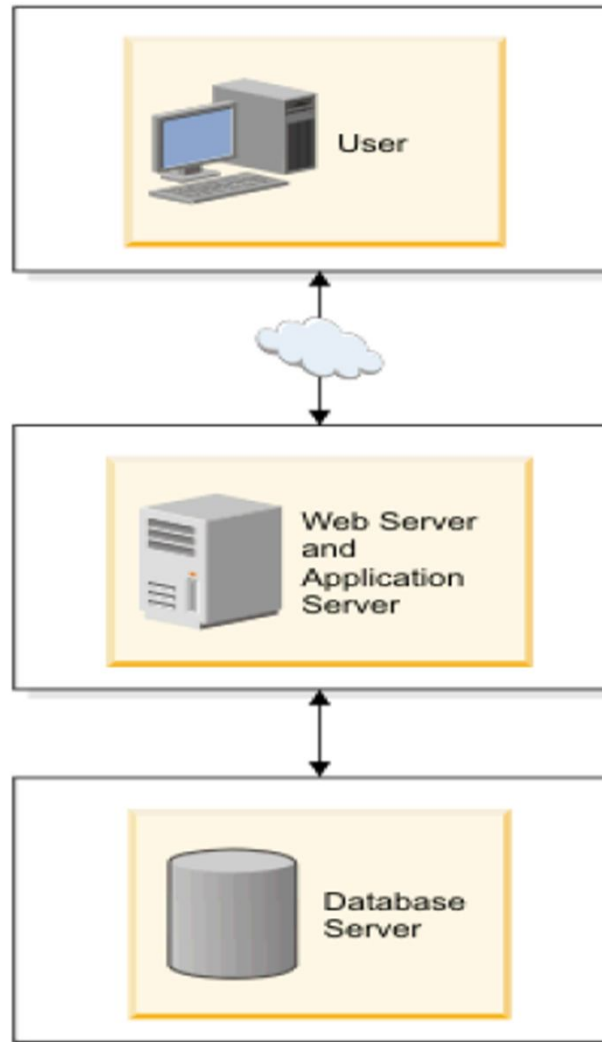 User
Web Server
and
Application
Server
Database
Server